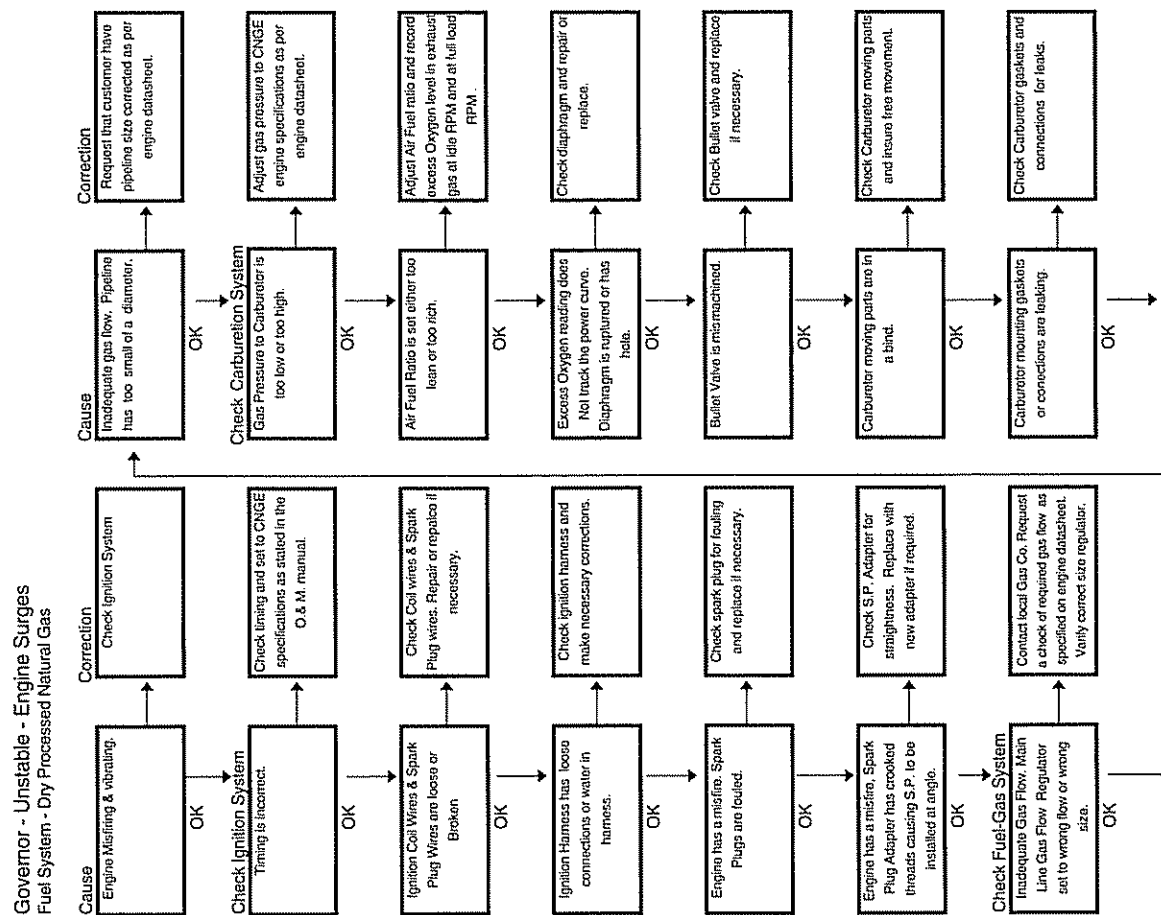 Governor - Unstable - Engine Surges
Fuel System - Dry Processed Natural Gas
Cause
Correction
Engine Misfiring & vibrating.
Check Ignition System
OK
Check Ignition System
Timing is Incorrect.
Check timing and set to CNGE
specifications as stated in the
O.& M. manual.
OK
Ignition Coil Wires & Spark
Plug Wires are loose or
Broken
Check Coil wires & Spark
Plug wires. Repair or repalce if
necessary.
OK
Ignition Harness has loose
connections or water in
harness.
Check ignition harness and
make necessary corrections.
OK
Engine has a misfire. Spark
Plugs are fouled.
Check spark plug for fouling
and replace if necessary.
OK
Engine has a misfire, Spark
Plug Adapter has crooked
threads causing S.P. to be
installed at angle.
Check S.P. Adapter for
straightness. Replace with
new adapter if required.
OK
Check Fuel-Gas System
Inadequate Gas Flow. Main
Line Gas Flow Regulator
set to wrong flow or wrong
size.
Contact local Gas Co. Request
a check of required gas flow as
specified on engine datasheet.
Varify correct size regulator.
OK
Cause
Correction
Inadequate gas flow. Pipeline
has too small of a diameter.
Request that customer have
pipeline size corrected as per
engine datasheet.
OK
Check Carburetion System
Gas Pressure to Carburetor is
too low or too high.
Adjust gas pressure to CNGE
engine specifications as per
engine datasheet.
OK
Air Fuel Ratio is set either too
lean or too rich.
Adjust Air Fuel ratio and record
excess Oxygen level in exhaust
gas at idle RPM and at full load
RPM .
OK
Excess Oxygen reading does
Not track the power curve.
Diaphragm is ruptured or has
hole.
Check diaphragm and repair or
replace.
OK
Bullet Valve is mismachined.
Check Bullet valve and replace
if necessary.
OK
Carburetor moving parts are in
a bind.
Check Carburetor moving parts
and insure free movement.
OK
Carburetor mounting gaskets
or conections are leaking.
Check Carburetor gaskets and
connections for leaks.
OK